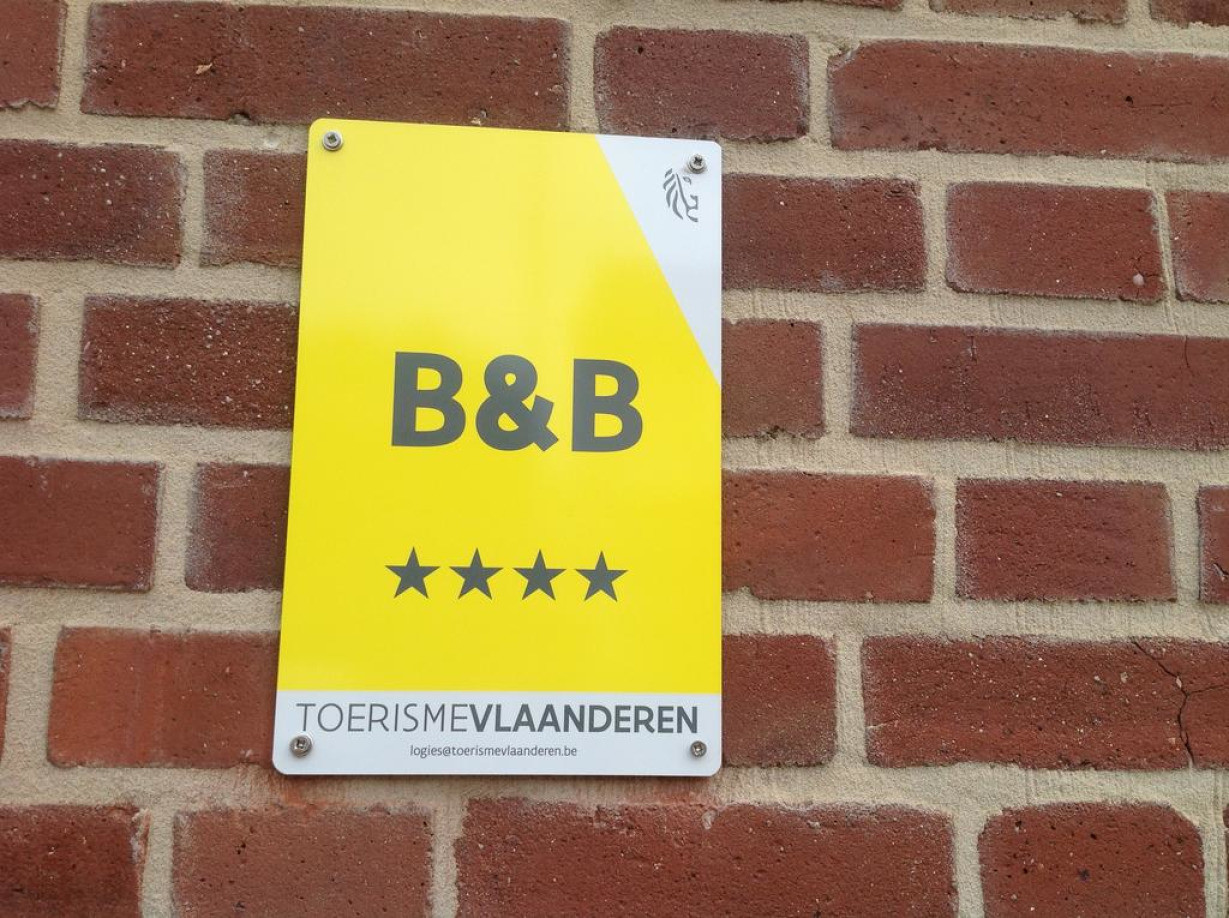 B&B
★★★★
TOERISMEVLAANDEREN
logies@toerismevlaanderen.be